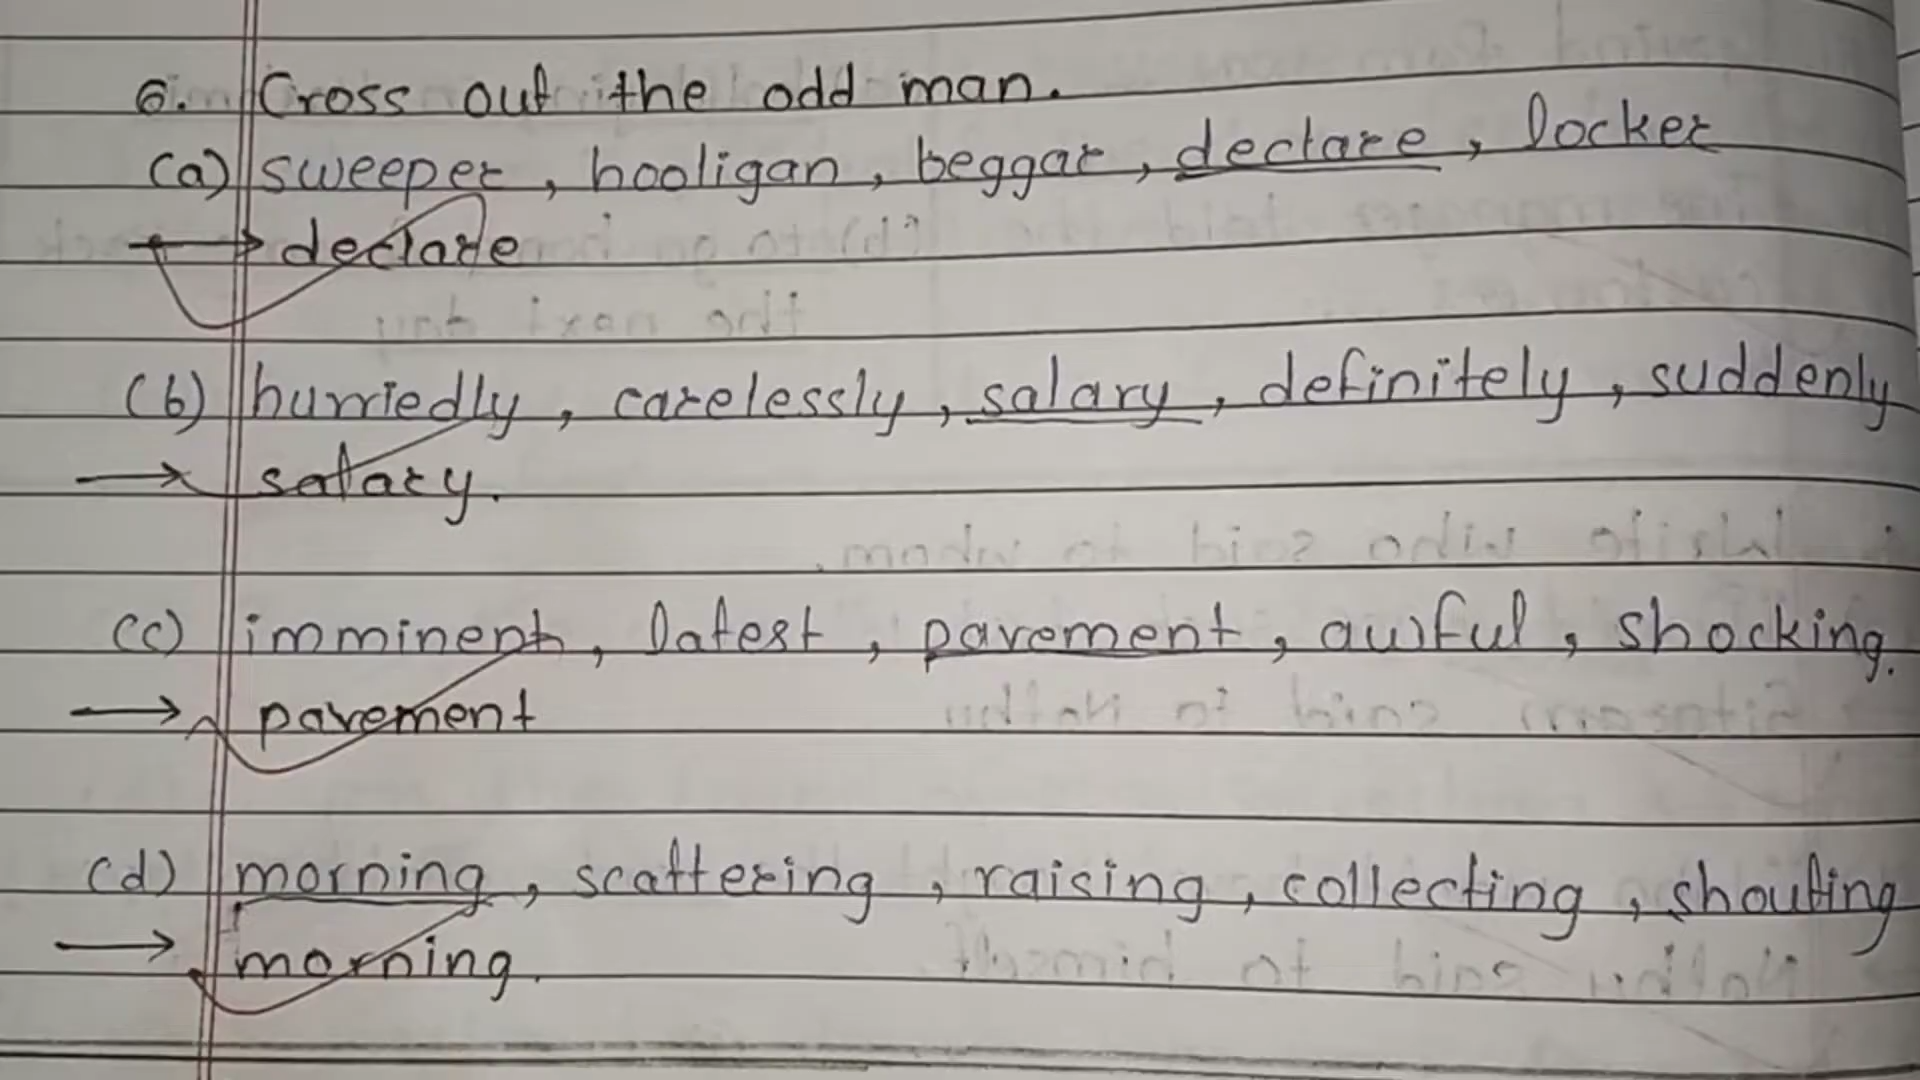 6. Cross out the odd man.
(a) sweeper, hooligan, beggar, declare, locker
→ declare
(b) hurriedly, carelessly, salary, definitely, suddenly
→ salary.
(c) imminent, latest, pavement, awful, shocking.
→ pavement
(d) morning, scattering, raising, collecting, shouting
→ morning.